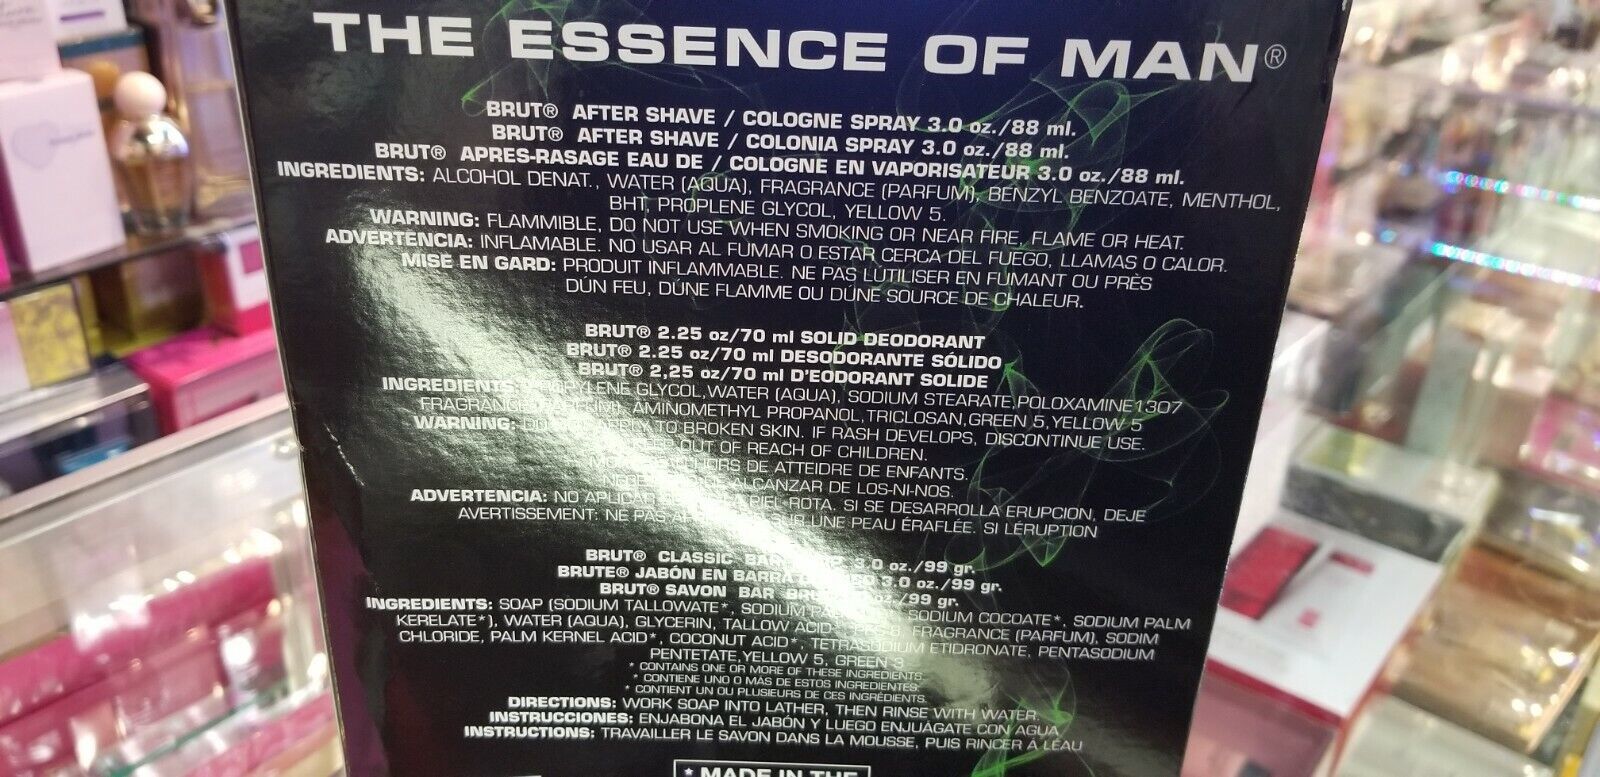 THE ESSENCE OF MAN®
BRUT® AFTER SHAVE / COLOGNE SPRAY 3.0 oz./88 ml.
BRUT® AFTER SHAVE / COLONIA SPRAY 3.0 oz./88 ml.
BRUT® APRES-RASAGE EAU DE / COLOGNE EN VAPORISATEUR 3.0 oz./88 ml.
INGREDIENTS: ALCOHOL DENAT., WATER (AQUA), FRAGRANCE (PARFUM), BENZYL BENZOATE, MENTHOL,
BHT, PROPLENE GLYCOL, YELLOW 5.
WARNING: FLAMMIBLE, DO NOT USE WHEN SMOKING OR NEAR FIRE, FLAME OR HEAT.
ADVERTENCIA: INFLAMABLE. NO USAR AL FUMAR O ESTAR CERCA DEL FUEGO, LLAMAS O CALOR.
MISE EN GARD: PRODUIT INFLAMMABLE. NE PAS LÚTILISER EN FUMANT OU PRÈS
DÚN FEU, DÚNE FLAMME OU DÚNE SOURCE DE CHALEUR.
BRUT® 2.25 oz/70 ml SOLID DEODORANT
BRUT® 2.25 oz/70 ml DESODORANTE SÓLIDO
BRUT® 2,25 oz/70 ml D'EODORANT SOLIDE
INGREDIENTS: PROPYLENE GLYCOL, WATER (AQUA), SODIUM STEARATE, POLOXAMINE 1307
FRAGRANCE (PARFUM), AMINOMETHYL PROPANOL, TRICLOSAN, GREEN 5, YELLOW 5
WARNING: DO NOT APPLY TO BROKEN SKIN. IF RASH DEVELOPS, DISCONTINUE USE.
KEEP OUT OF REACH OF CHILDREN.
DE ATTEIDRE DE ENFANTS.
ALCANZAR DE LOS-NI-NOS.
ADVERTENCIA: NO APLICAR PIEL ROTA. SI SE DESARROLLA ERUPCION, DEJE
AVERTISSEMENT: NE PAS SUR UNE PEAU ÉRAFLÉE. SI LÉRUPTION
BRUT® CLASSIC BAR 3.0 oz./99 gr.
BRUTE® JABÓN EN BARRA 3.0 oz./99 gr.
BRUT® SAVON BAR oz./99 gr.
INGREDIENTS: SOAP (SODIUM TALLOWATE*, SODIUM SODIUM COCOATE*, SODIUM PALM
KERELATE*), WATER (AQUA), GLYCERIN, TALLOW ACID*, FRAGRANCE (PARFUM), SODIM
CHLORIDE, PALM KERNEL ACID*, COCONUT ACID*, TETRASODIUM ETIDRONATE, PENTASODIUM
PENTETATE, YELLOW 5, GREEN 3
* CONTAINS ONE OR MORE OF THESE INGREDIENTS.
* CONTIENE UNO O MÁS DE ESTOS INGREDIENTES.
* CONTIENT UN OU PLUSIEURS DE CES INGRÉDIENTS.
DIRECTIONS: WORK SOAP INTO LATHER, THEN RINSE WITH WATER.
INSTRUCCIONES: ENJABONA EL JABÓN Y LUEGO ENJUÁGATE CON AGUA
INSTRUCTIONS: TRAVAILLER LE SAVON DANS LA MOUSSE, PUIS RINCER À LÉAU
* MADE IN THE